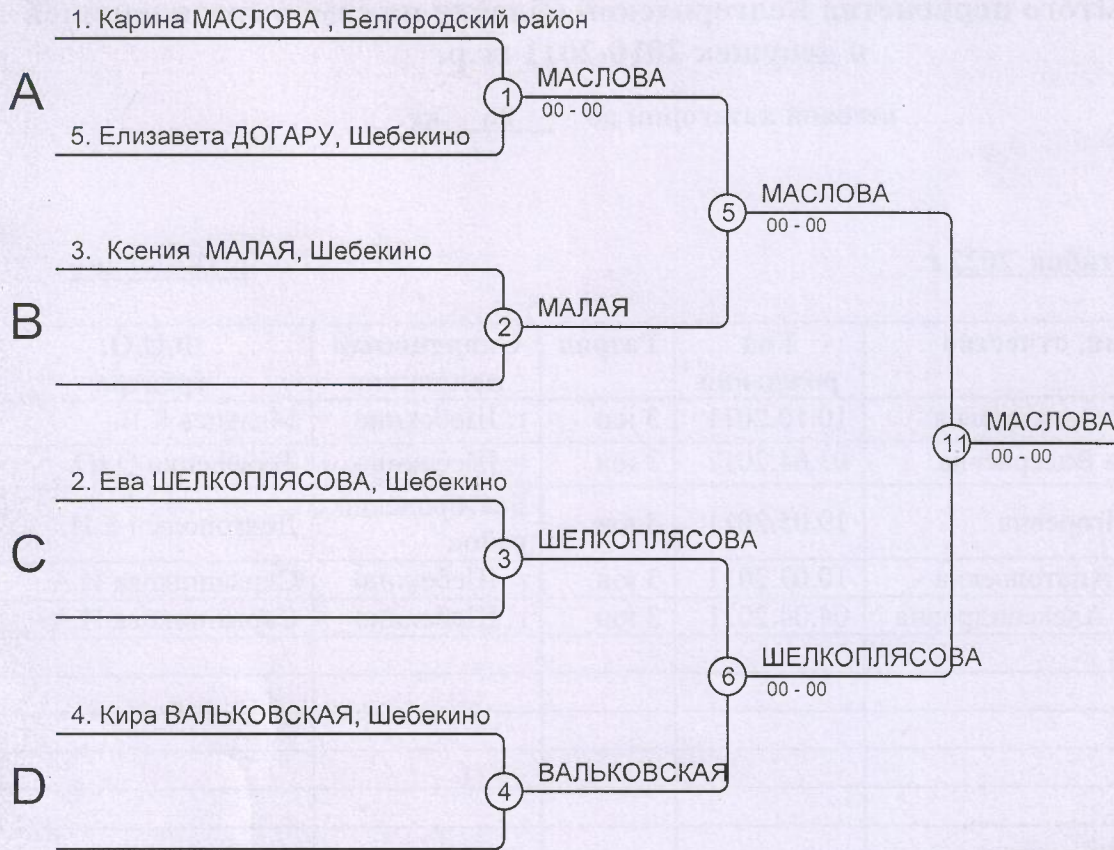 1. Карина МАСЛОВА , Белгородский район
A
1
МАСЛОВА
00 - 00
5. Елизавета ДОГАРУ, Шебекино
5
МАСЛОВА
00 - 00
3. Ксения МАЛАЯ, Шебекино
B
2
МАЛАЯ
11
МАСЛОВА
00 - 00
2. Ева ШЕЛКОПЛЯСОВА, Шебекино
C
3
ШЕЛКОПЛЯСОВА
6
ШЕЛКОПЛЯСОВА
00 - 00
4. Кира ВАЛЬКОВСКАЯ, Шебекино
D
4
ВАЛЬКОВСКАЯ